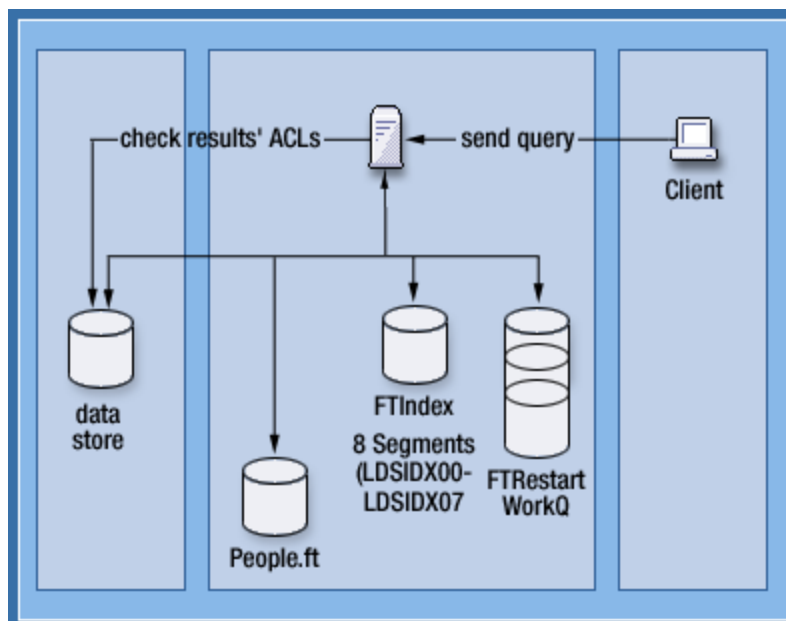 check results' ACLs
send query
Client
data
store
FTIndex
8 Segments
(LDSIDX00-
LDSIDX07
FTRestart
WorkQ
People.ft